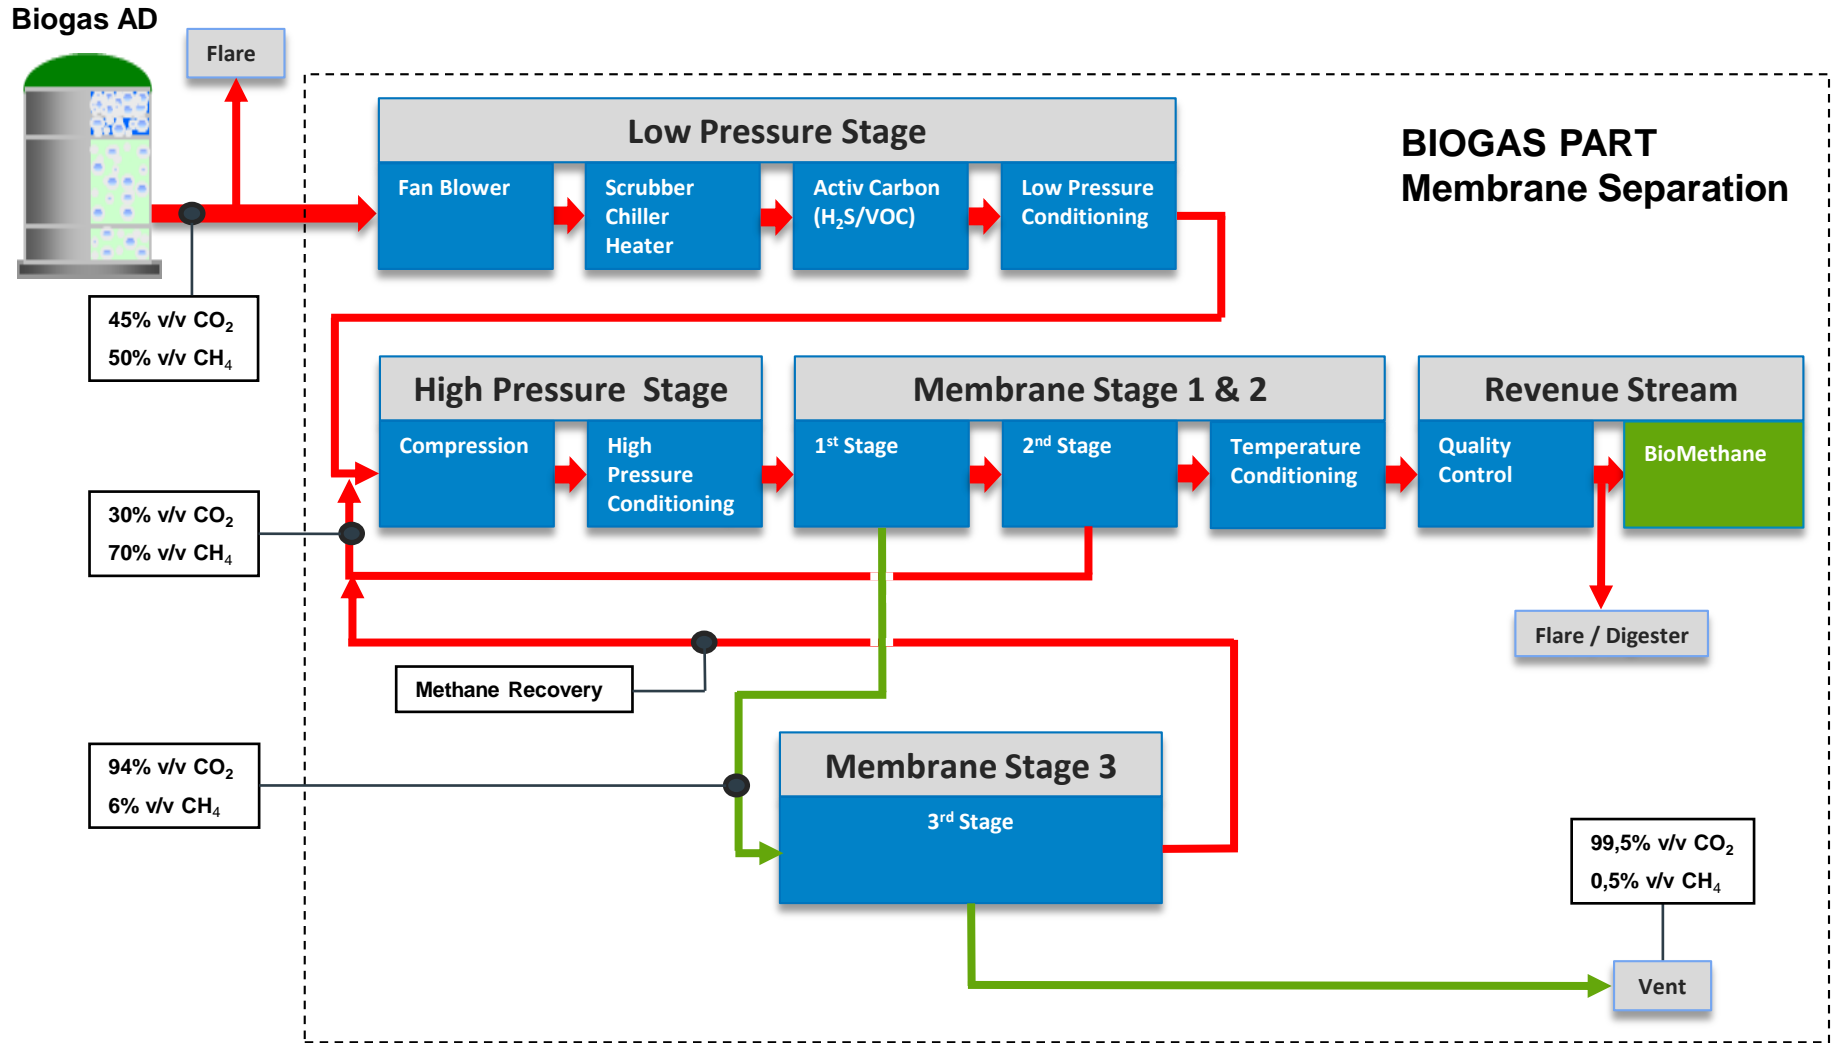 Biogas AD
Flare
Low Pressure Stage
Fan Blower
Scrubber
Chiller
Heater
Activ Carbon
(H₂S/VOC)
Low Pressure
Conditioning
BIOGAS PART
Membrane Separation
45% v/v CO₂
50% v/v CH₄
High Pressure  Stage
Compression
High
Pressure
Conditioning
Membrane Stage 1 & 2
1ˢᵗ Stage
2ⁿᵈ Stage
Temperature
Conditioning
Revenue Stream
Quality
Control
BioMethane
30% v/v CO₂
70% v/v CH₄
Flare / Digester
Methane Recovery
94% v/v CO₂
6% v/v CH₄
Membrane Stage 3
3ʳᵈ Stage
99,5% v/v CO₂
0,5% v/v CH₄
Vent